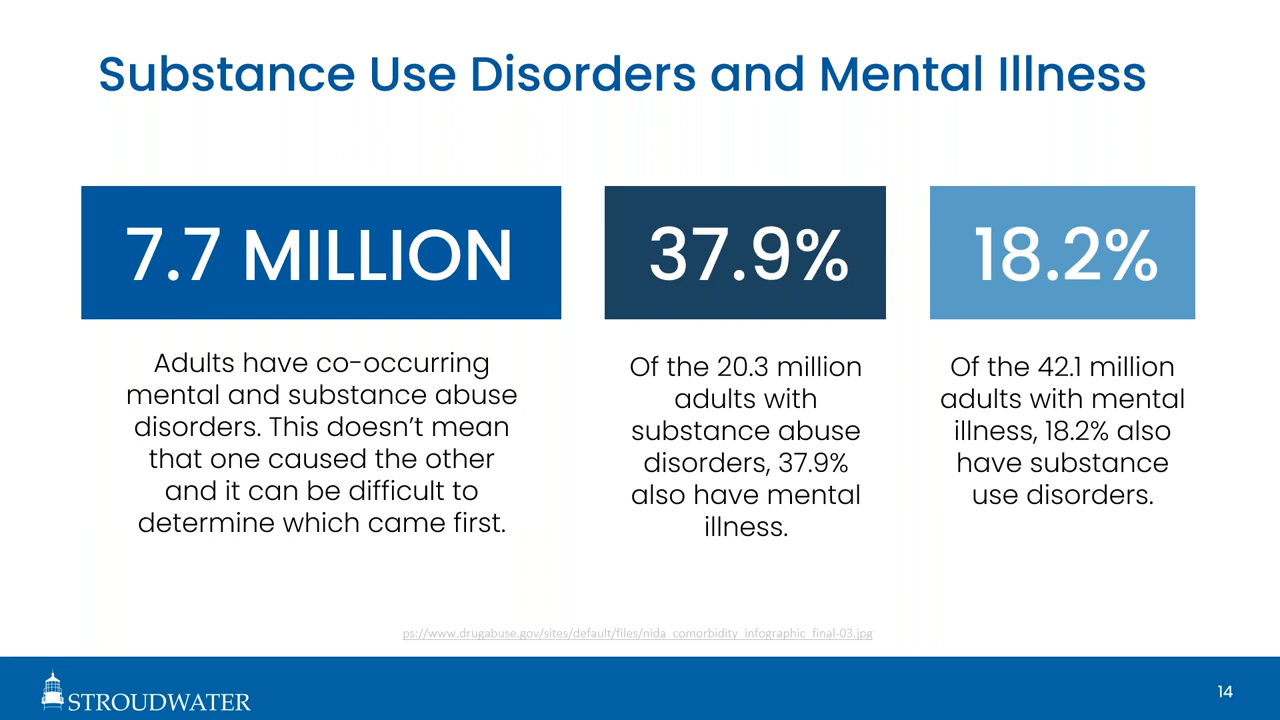 Substance Use Disorders and Mental Illness
7.7 MILLION
Adults have co-occurring
mental and substance abuse
disorders. This doesn't mean
that one caused the other
and it can be difficult to
determine which came first.
37.9%
Of the 20.3 million
adults with
substance abuse
disorders, 37.9%
also have mental
illness.
18.2%
Of the 42.1 million
adults with mental
illness, 18.2% also
have substance
use disorders.
ps://www.drugabuse.gov/sites/default/files/nida_comorbidity_infographic_final-03.jpg
STROUDWATER
14